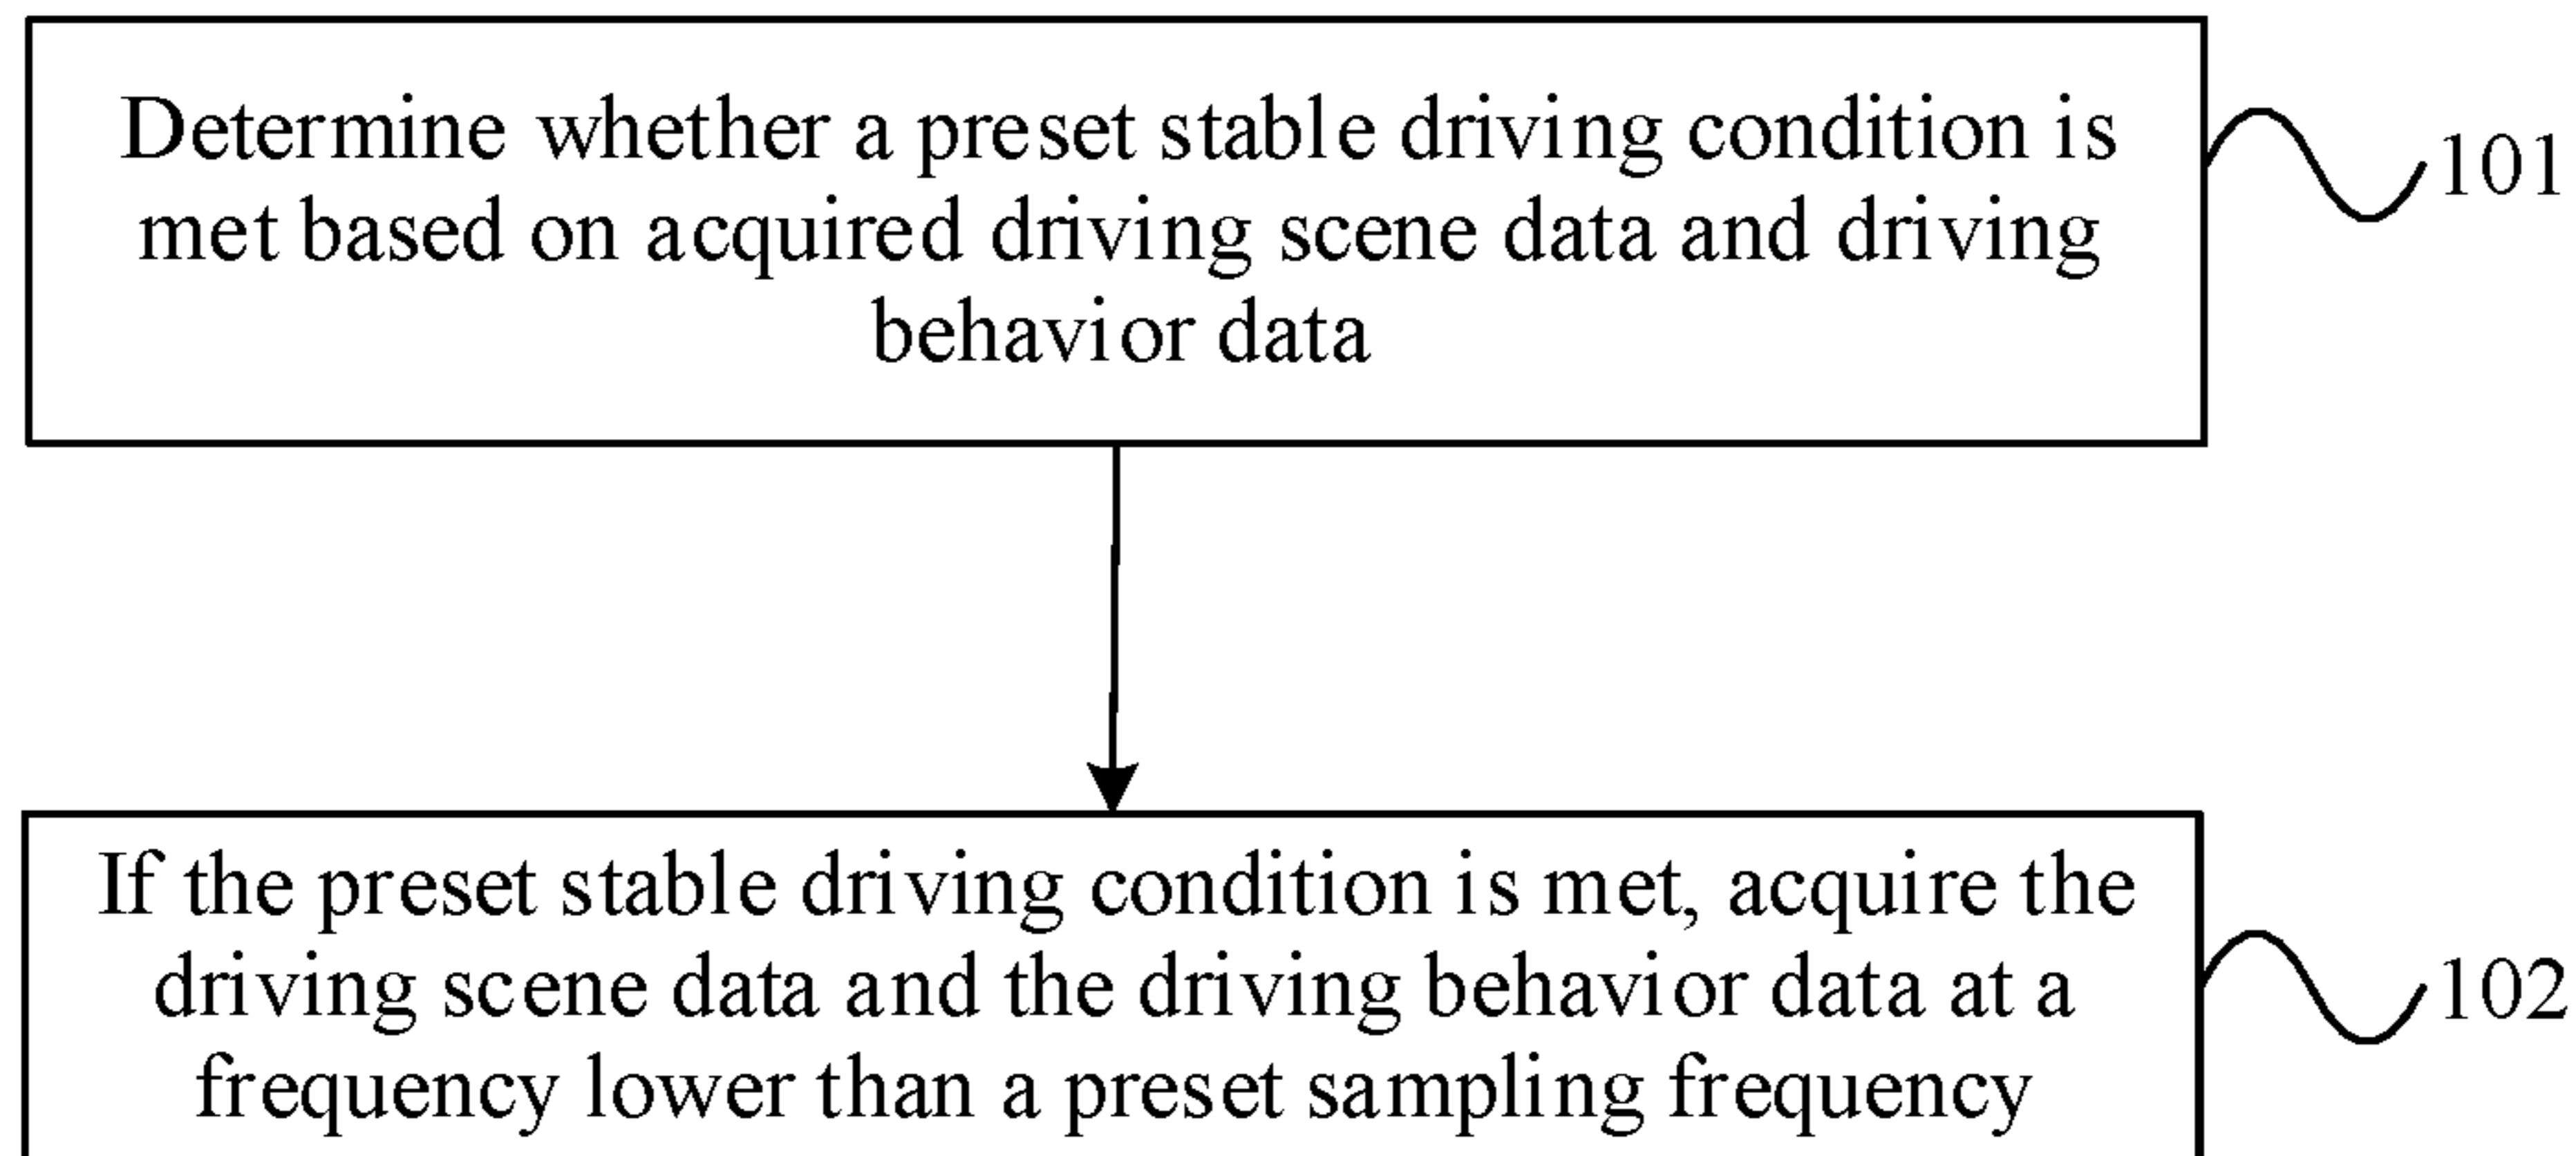 Determine whether a preset stable driving condition is
met based on acquired driving scene data and driving
behavior data
101
If the preset stable driving condition is met, acquire the
driving scene data and the driving behavior data at a
frequency lower than a preset sampling frequency
102